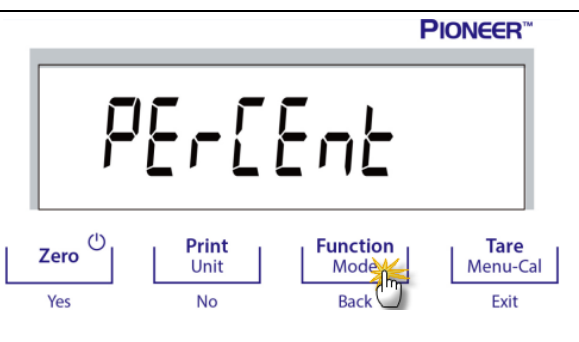 PIONEER™
PErCEnt
Zero Print Function Tare
Unit Mode Menu-Cal
Yes No Back Exit